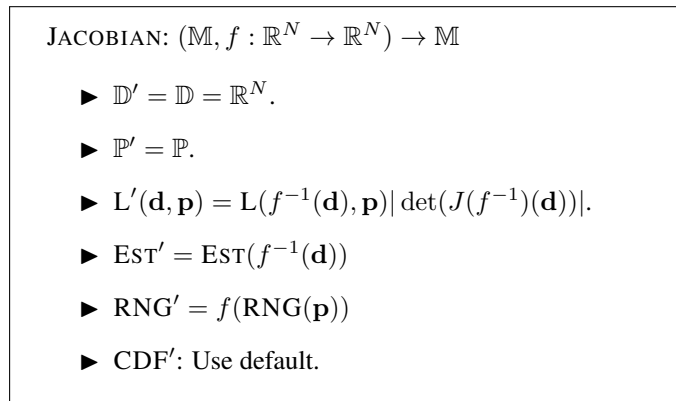 JACOBIAN: (𝕄, f : ℝ^N → ℝ^N) → 𝕄
▶ 𝔻′ = 𝔻 = ℝ^N.
▶ ℙ′ = ℙ.
▶ L′(𝐝, 𝐩) = L(f⁻¹(𝐝), 𝐩)| det(J(f⁻¹)(𝐝))|.
▶ EST′ = EST(f⁻¹(𝐝))
▶ RNG′ = f(RNG(𝐩))
▶ CDF′: Use default.